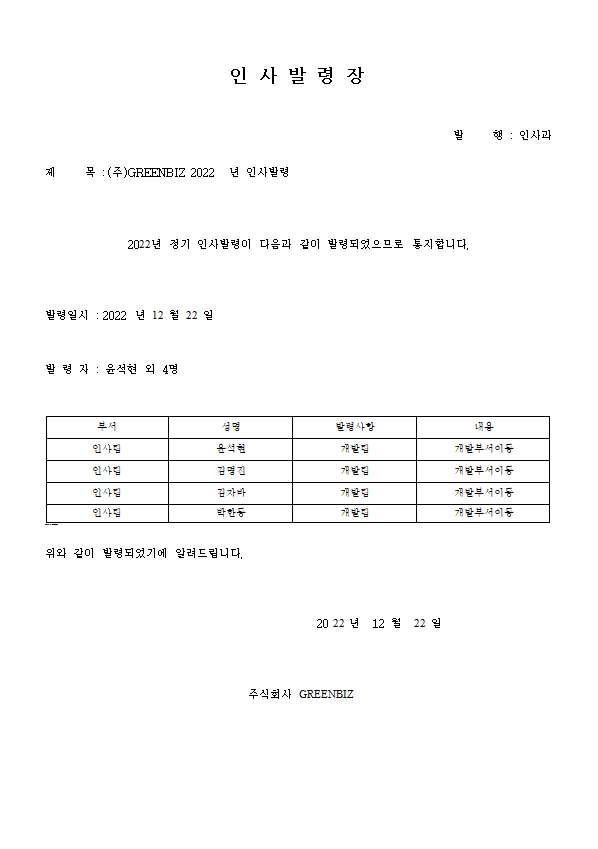 인 사 발 령 장
발 행 : 인사과
제 목 :(주)GREENBIZ 2022 년 인사발령
2022년 정기 인사발령이 다음과 같이 발령되었으므로 통지합니다.
발령일시 : 2022 년 12 월 22 일
발 령 자 : 윤석현 외 4명
부서 성명 발령사항 내용
인사팀 윤석현 개발팀 개발부서이동
인사팀 김명진 개발팀 개발부서이동
인사팀 김자바 개발팀 개발부서이동
인사팀 박한동 개발팀 개발부서이동
위와 같이 발령되었기에 알려드립니다.
20 22 년 12 월 22 일
주식회사 GREENBIZ